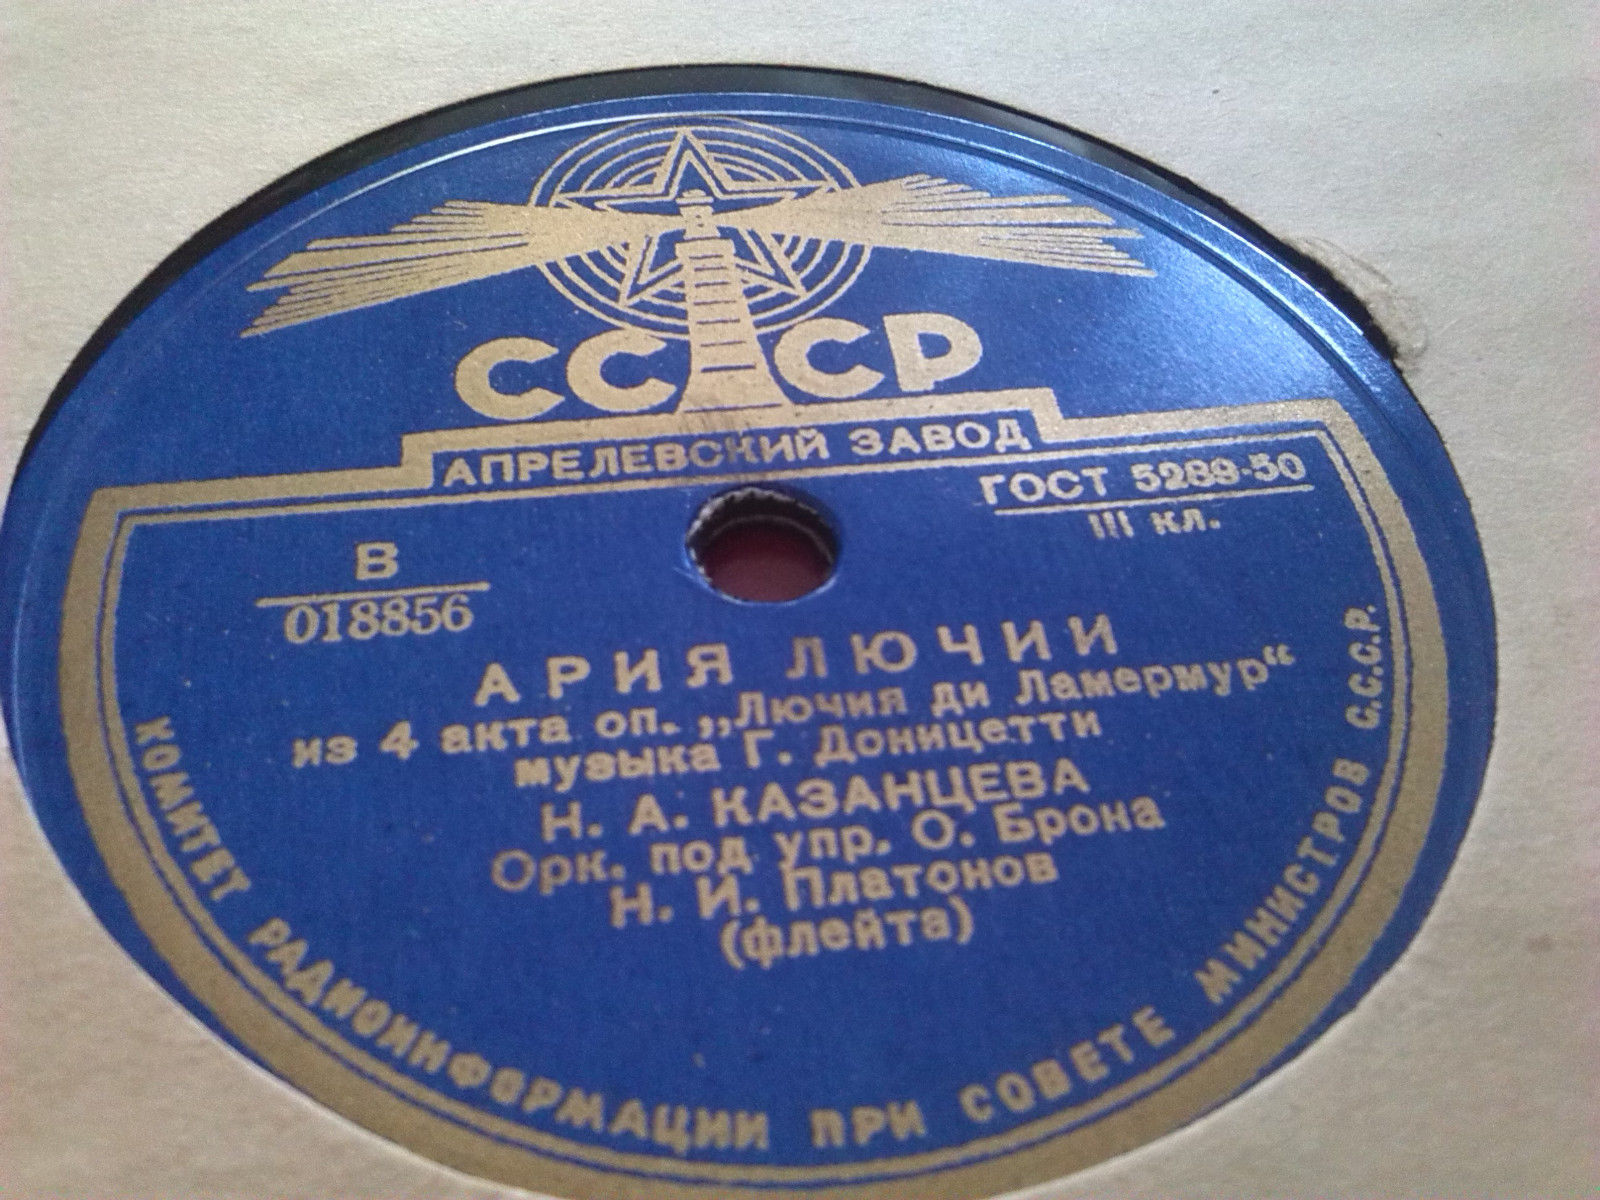 СССР
АПРЕЛЕВСКИЙ ЗАВОД
ГОСТ 5289-50
III кл.
В
018856
АРИЯ ЛЮЧИИ
из 4 акта оп. „Лючия ди Ламермур“
музыка Г. Доницетти
Н. А. КАЗАНЦЕВА
Орк. под упр. О. Брона
Н. И. Платонов
(флейта)
КОМИТЕТ РАДИОИНФОРМАЦИИ ПРИ СОВЕТЕ МИНИСТРОВ С.С.С.Р.